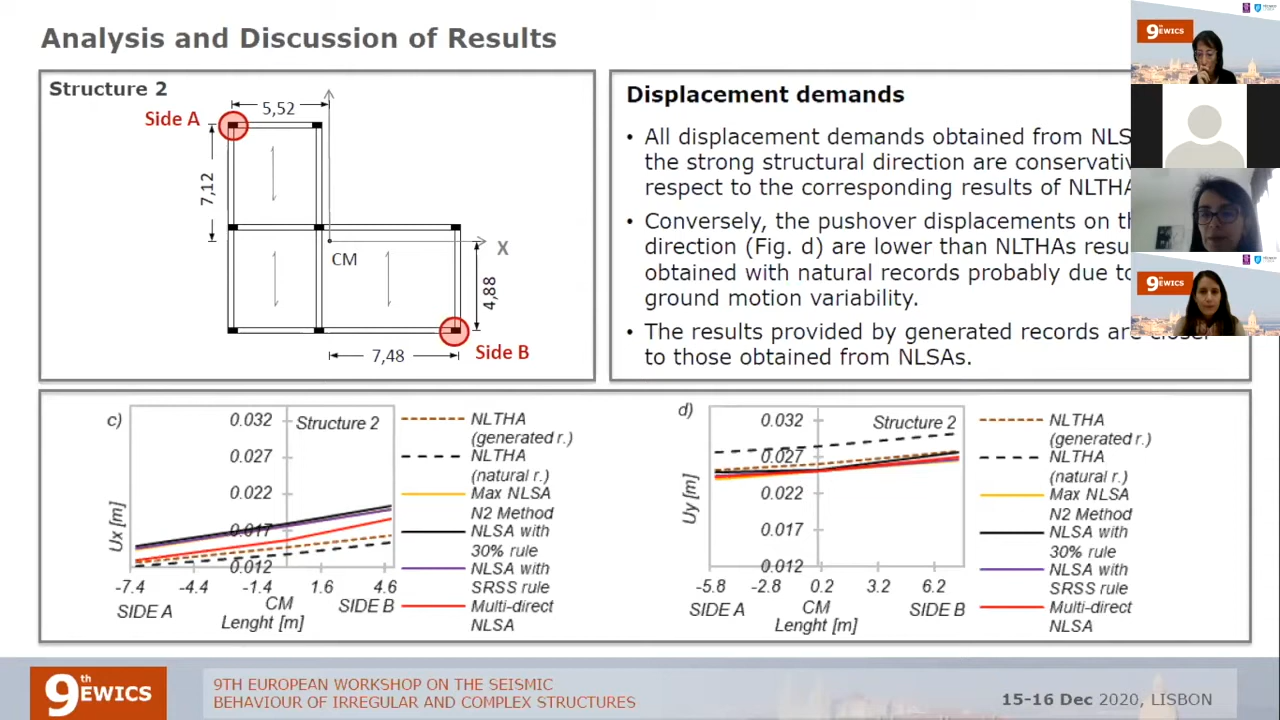 Analysis and Discussion of Results
Structure 2
Side A
5,52
7,12
X
CM
4,88
7,48
Side B
Displacement demands
• All displacement demands obtained from
the strong structural direction are
respect to the corresponding results of
• Conversely, the pushover displacements on
direction (Fig. d) are lower than NLTHAs
obtained with natural records probably due
ground motion variability.
• The results provided by generated records are closer
to those obtained from NLSAs.
c)
Structure 2
0.032
0.027
0.022
0.017
0.012
Ux [m]
-7.4 -4.4 -1.4 1.6 4.6
SIDE A CM SIDE B
Lenght [m]
NLTHA
(generated r.)
NLTHA
(natural r.)
Max NLSA
N2 Method
NLSA with
30% rule
NLSA with
SRSS rule
Multi-direct
NLSA
d)
Structure 2
0.032
0.027
0.022
0.017
0.012
Uy [m]
-5.8 -2.8 0.2 3.2 6.2
SIDE A CM SIDE B
Lenght [m]
NLTHA
(generated r.)
NLTHA
(natural r.)
Max NLSA
N2 Method
NLSA with
30% rule
NLSA with
SRSS rule
Multi-direct
NLSA
9th EWICS
9TH EUROPEAN WORKSHOP ON THE SEISMIC
BEHAVIOUR OF IRREGULAR AND COMPLEX STRUCTURES
15-16 Dec 2020, LISBON
9th EWICS
9th EWICS